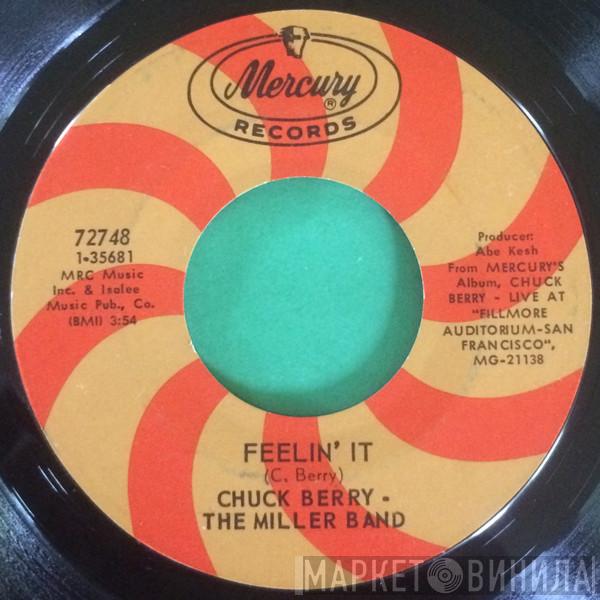 Mercury
®
RECORDS
72748
1-35681
MRC Music
Inc. & Isalee
Music Pub., Co.
(BMI) 3:54
Producer:
Abe Kesh
From MERCURY'S
Album, CHUCK
BERRY - LIVE AT
"FILLMORE
AUDITORIUM-SAN
FRANCISCO",
MG-21138
FEELIN' IT
(C. Berry)
CHUCK BERRY -
THE MILLER BAND
МАРКЕТ ВИНИЛА